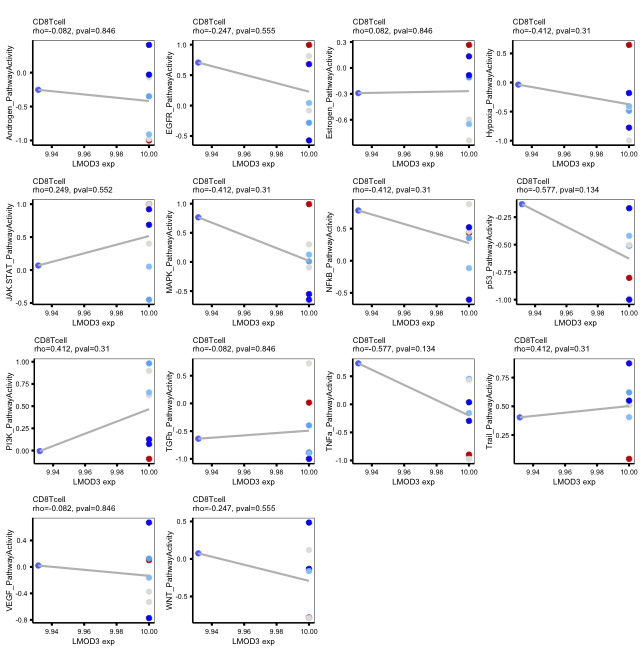 CD8Tcell
rho=-0.082, pval=0.846
Androgen_PathwayActivity
0.0
-0.5
-1.0
9.94 9.96 9.98 10.00
LMOD3 exp
CD8Tcell
rho=-0.247, pval=0.555
EGFR_PathwayActivity
1.0
0.5
0.0
-0.5
9.94 9.96 9.98 10.00
LMOD3 exp
CD8Tcell
rho=0.082, pval=0.846
Estrogen_PathwayActivity
0.3
0.0
-0.3
-0.6
9.94 9.96 9.98 10.00
LMOD3 exp
CD8Tcell
rho=-0.412, pval=0.31
Hypoxia_PathwayActivity
0.5
0.0
-0.5
-1.0
9.94 9.96 9.98 10.00
LMOD3 exp
CD8Tcell
rho=0.249, pval=0.552
JAK.STAT_PathwayActivity
1.0
0.5
0.0
-0.5
9.94 9.96 9.98 10.00
LMOD3 exp
CD8Tcell
rho=-0.412, pval=0.31
MAPK_PathwayActivity
1.0
0.5
0.0
-0.5
9.94 9.96 9.98 10.00
LMOD3 exp
CD8Tcell
rho=-0.412, pval=0.31
NFkB_PathwayActivity
0.5
0.0
-0.5
9.94 9.96 9.98 10.00
LMOD3 exp
CD8Tcell
rho=-0.577, pval=0.134
p53_PathwayActivity
-0.25
-0.50
-0.75
-1.00
9.94 9.96 9.98 10.00
LMOD3 exp
CD8Tcell
rho=0.412, pval=0.31
PI3K_PathwayActivity
1.00
0.75
0.50
0.25
0.00
9.94 9.96 9.98 10.00
LMOD3 exp
CD8Tcell
rho=-0.082, pval=0.846
TGFb_PathwayActivity
0.5
0.0
-0.5
-1.0
9.94 9.96 9.98 10.00
LMOD3 exp
CD8Tcell
rho=-0.577, pval=0.134
TNFa_PathwayActivity
0.5
0.0
-0.5
-1.0
9.94 9.96 9.98 10.00
LMOD3 exp
CD8Tcell
rho=0.412, pval=0.31
Trail_PathwayActivity
0.75
0.50
0.25
9.94 9.96 9.98 10.00
LMOD3 exp
CD8Tcell
rho=-0.082, pval=0.846
VEGF_PathwayActivity
0.4
0.0
-0.4
-0.8
9.94 9.96 9.98 10.00
LMOD3 exp
CD8Tcell
rho=-0.247, pval=0.555
WNT_PathwayActivity
0.5
0.0
-0.5
9.94 9.96 9.98 10.00
LMOD3 exp